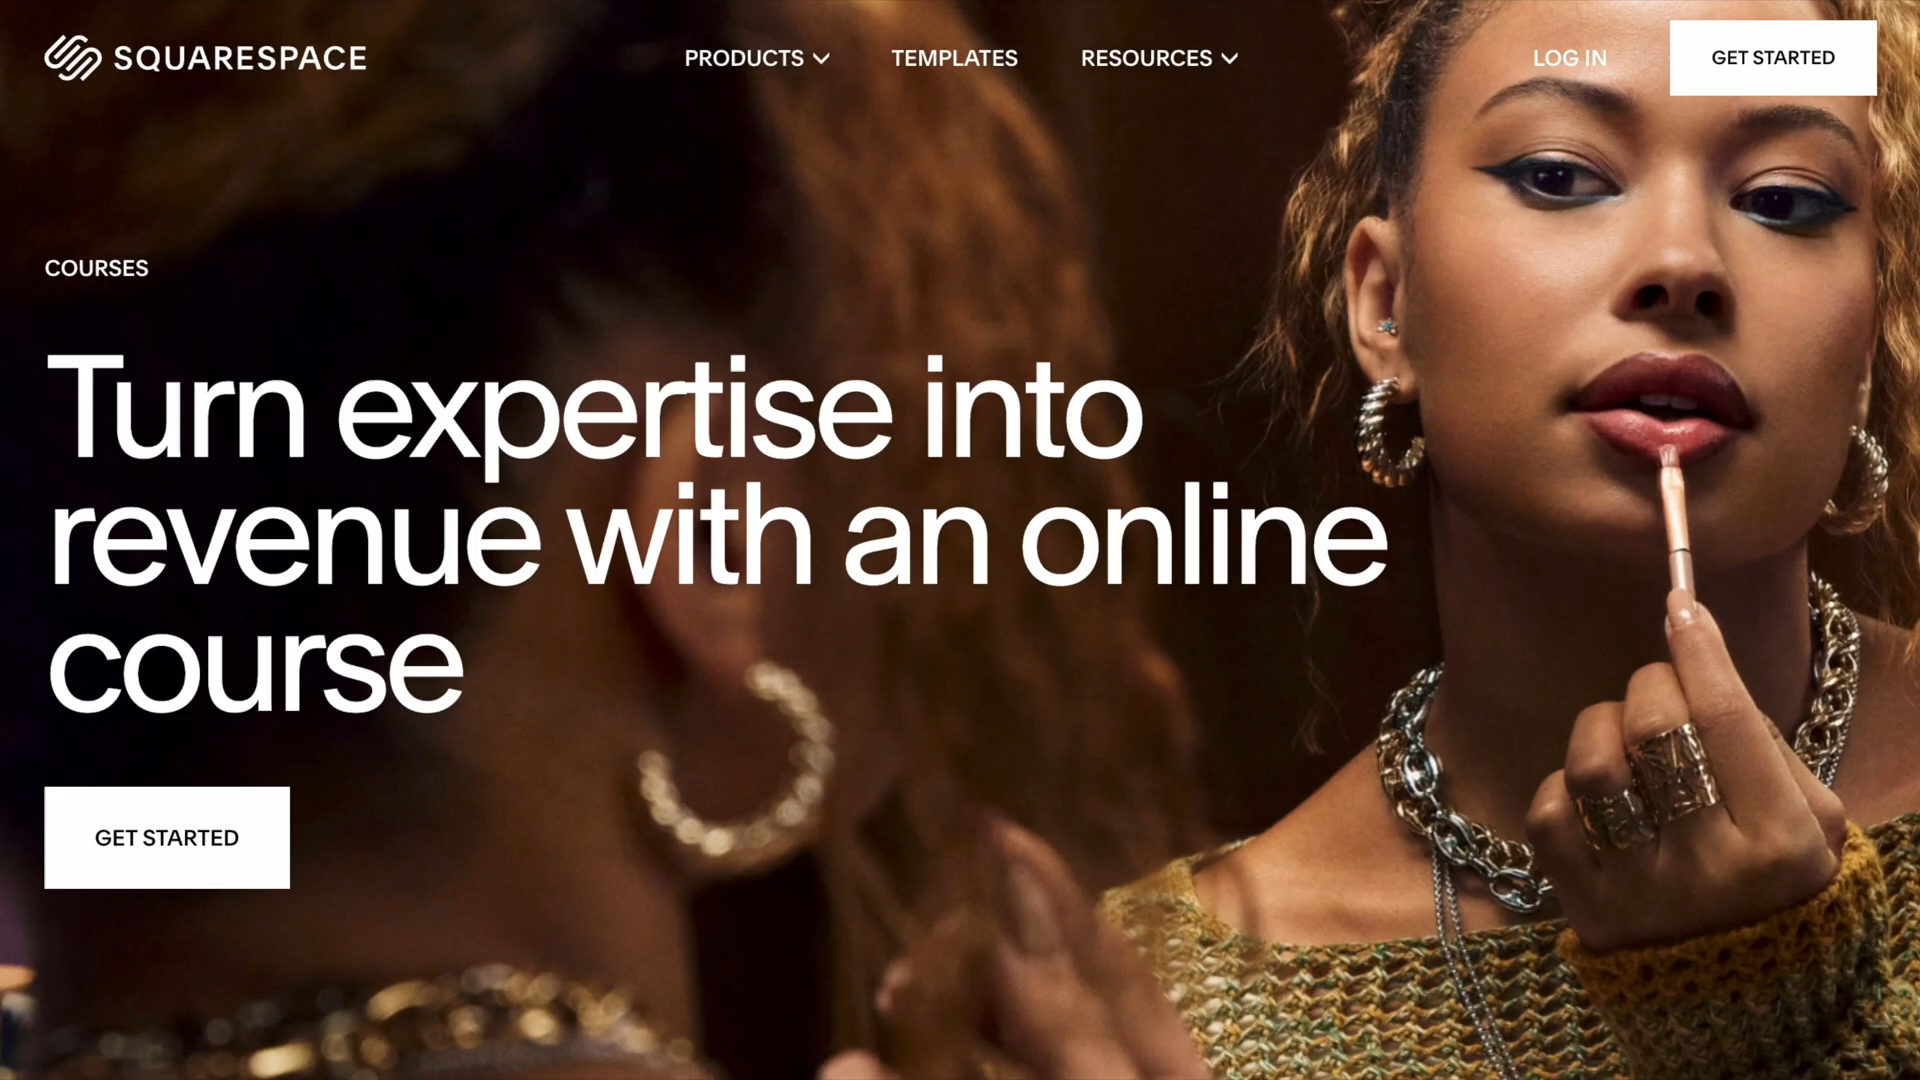 SQUARESPACE
PRODUCTS
TEMPLATES
RESOURCES
LOG IN
GET STARTED
COURSES
Turn expertise into
revenue with an online
course
GET STARTED